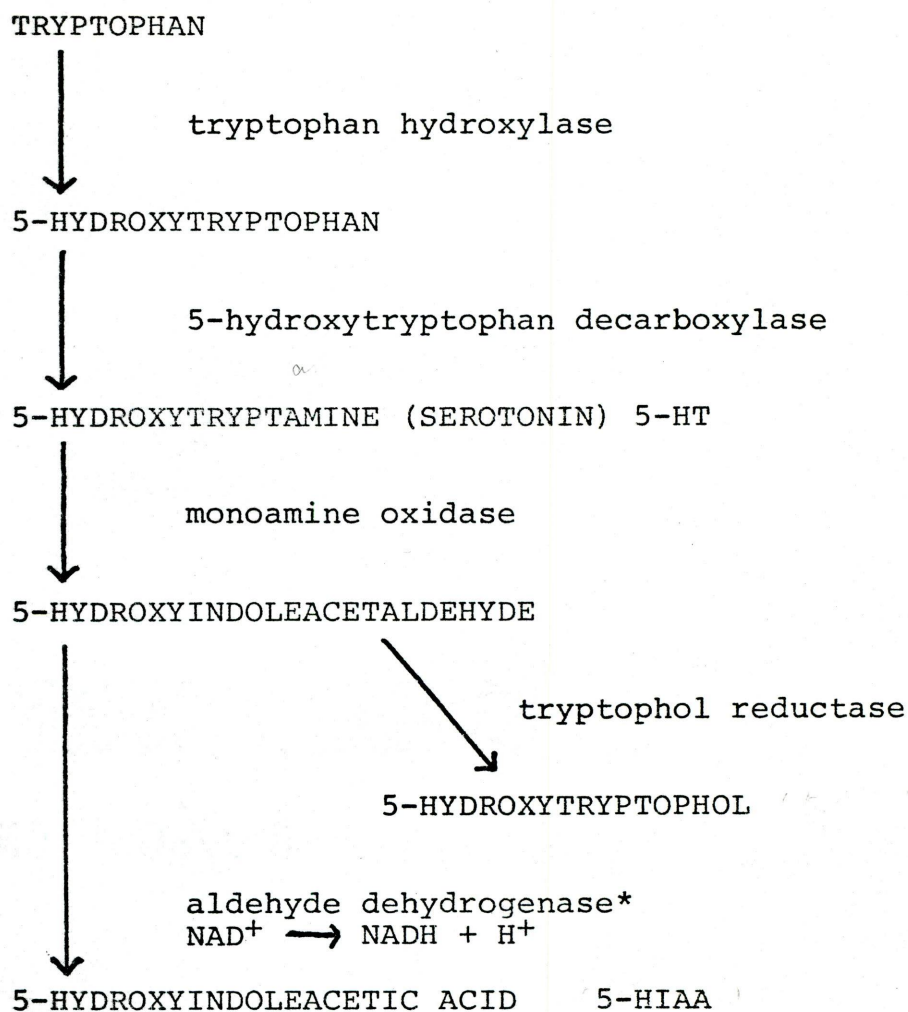 TRYPTOPHAN
tryptophan hydroxylase
5-HYDROXYTRYPTOPHAN
5-hydroxytryptophan decarboxylase
5-HYDROXYTRYPTAMINE (SEROTONIN) 5-HT
monoamine oxidase
5-HYDROXYINDOLEACETALDEHYDE
tryptophol reductase
5-HYDROXYTRYPTOPHOL
aldehyde dehydrogenase*
NAD+ → NADH + H+
5-HYDROXYINDOLEACETIC ACID 5-HIAA